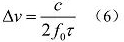 Δv = c / 2f₀τ （6）